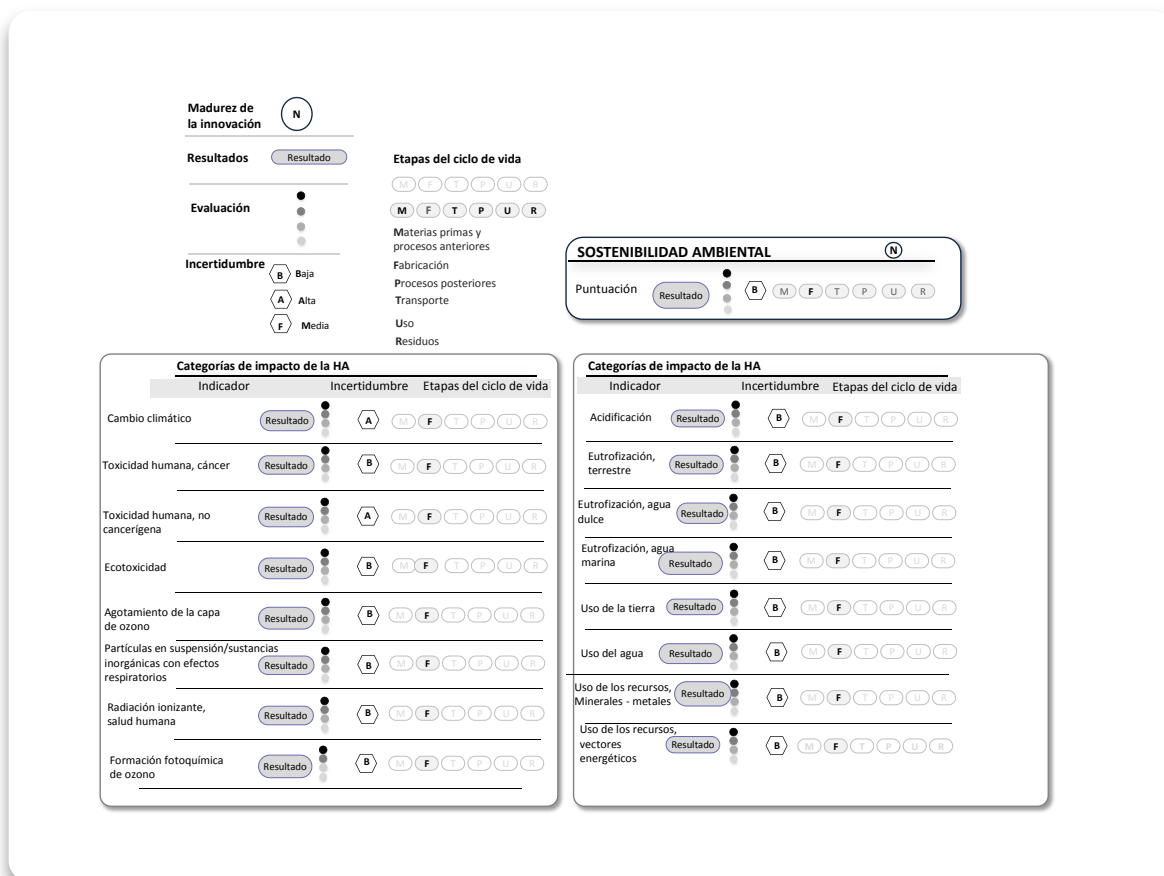 Madurez de
la innovación
N
Resultados
Resultado
Evaluación
Incertidumbre
B Baja
A Alta
F Media
Etapas del ciclo de vida
M F T P U R
M F T P U R
Materias primas y
procesos anteriores
Fabricación
Procesos posteriores
Transporte
Uso
Residuos
SOSTENIBILIDAD AMBIENTAL N
Puntuación Resultado B M F T P U R
Categorías de impacto de la HA
Indicador Incertidumbre Etapas del ciclo de vida
Cambio climático Resultado A M F T P U R
Toxicidad humana, cáncer Resultado B M F T P U R
Toxicidad humana, no
cancerígena
Resultado A M F T P U R
Ecotoxicidad Resultado B M F T P U R
Agotamiento de la capa
de ozono
Resultado B M F T P U R
Partículas en suspensión/sustancias
inorgánicas con efectos
respiratorios
Resultado B M F T P U R
Radiación ionizante,
salud humana
Resultado B M F T P U R
Formación fotoquímica
de ozono
Resultado B M F T P U R
Categorías de impacto de la HA
Indicador Incertidumbre Etapas del ciclo de vida
Acidificación Resultado B M F T P U R
Eutrofización,
terrestre
Resultado B M F T P U R
Eutrofización, agua
dulce
Resultado B M F T P U R
Eutrofización, agua
marina
Resultado B M F T P U R
Uso de la tierra Resultado B M F T P U R
Uso del agua Resultado B M F T P U R
Uso de los recursos,
Minerales - metales
Resultado B M F T P U R
Uso de los recursos,
vectores
energéticos
Resultado B M F T P U R